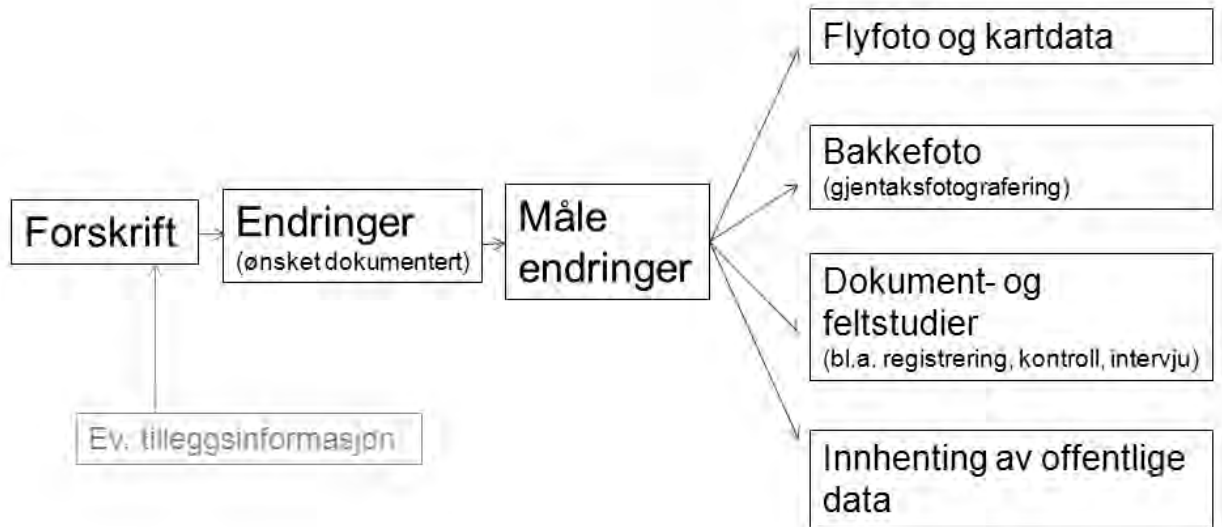 Forskrift
Endringer
(ønsket dokumentert)
Måle
endringer
Flyfoto og kartdata
Bakkefoto
(gjentaksfotografering)
Dokument- og
feltstudier
(bl.a. registrering, kontroll, intervju)
Innhenting av offentlige
data
Ev. tilleggsinformasjon